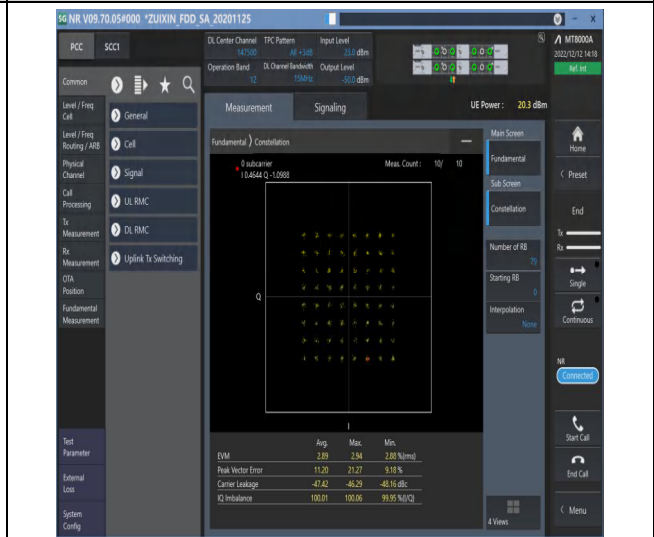 SG NR V09.70.05#000 *ZUIXIN_FDD_SA_20201125
PCC SCC1
DL Center Channel TPC Pattern Input Level
147500 All +3dB 23.0 dBm
Operation Band DL Channel Bandwidth Output Level
12 15MHz -50.0 dBm
MT8000A
2022/12/12 14:18
Ref. Int
Common
Level / Freq
Cell
Level / Freq
Routing / ARB
Physical
Channel
Call
Processing
Tx
Measurement
Rx
Measurement
OTA
Position
Fundamental
Measurement
Test
Parameter
External
Loss
System
Config
General
Cell
Signal
UL RMC
DL RMC
Uplink Tx Switching
Measurement Signaling UE Power : 20.3 dBm
Fundamental Constellation
0 subcarrier Meas. Count : 10/ 10
I 0.4644 Q -1.0988
Q
I
Avg. Max. Min.
EVM 2.89 2.94 2.88 %(rms)
Peak Vector Error 11.20 21.27 9.18 %
Carrier Leakage -47.42 -46.29 -48.16 dBc
IQ Imbalance 100.01 100.06 99.95 %(I/Q)
Main Screen
Fundamental
Sub Screen
Constellation
Number of RB
75
Starting RB
0
Interpolation
None
4 Views
Home
Preset
End
Tx
Rx
Single
Continuous
NR
Connected
Start Call
End Call
Menu